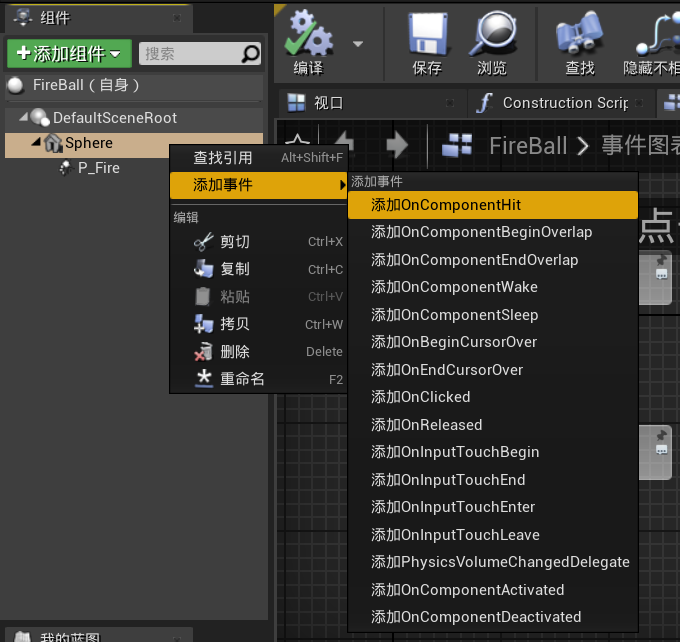 组件
添加组件
搜索
编译
保存
浏览
查找
隐藏不相
FireBall（自身）
视口
Construction Scrip
DefaultSceneRoot
Sphere
P_Fire
FireBall
事件图表
点
查找引用 Alt+Shift+F
添加事件
编辑
剪切 Ctrl+X
复制 Ctrl+C
粘贴 Ctrl+V
拷贝 Ctrl+W
删除 Delete
重命名 F2
添加事件
添加OnComponentHit
添加OnComponentBeginOverlap
添加OnComponentEndOverlap
添加OnComponentWake
添加OnComponentSleep
添加OnBeginCursorOver
添加OnEndCursorOver
添加OnClicked
添加OnReleased
添加OnInputTouchBegin
添加OnInputTouchEnd
添加OnInputTouchEnter
添加OnInputTouchLeave
添加PhysicsVolumeChangedDelegate
添加OnComponentActivated
添加OnComponentDeactivated
我的蓝图